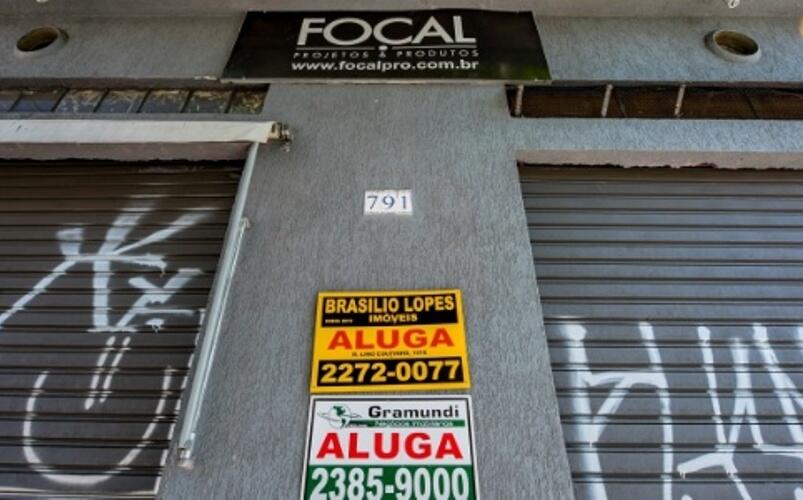 FOCAL
PROJETOS & PRODUTOS
www.focalpro.com.br
791
BRASILIO LOPES
IMÓVEIS
ALUGA
2272-0077
Gramundi
Negócios Imobiliários
ALUGA
2385-9000